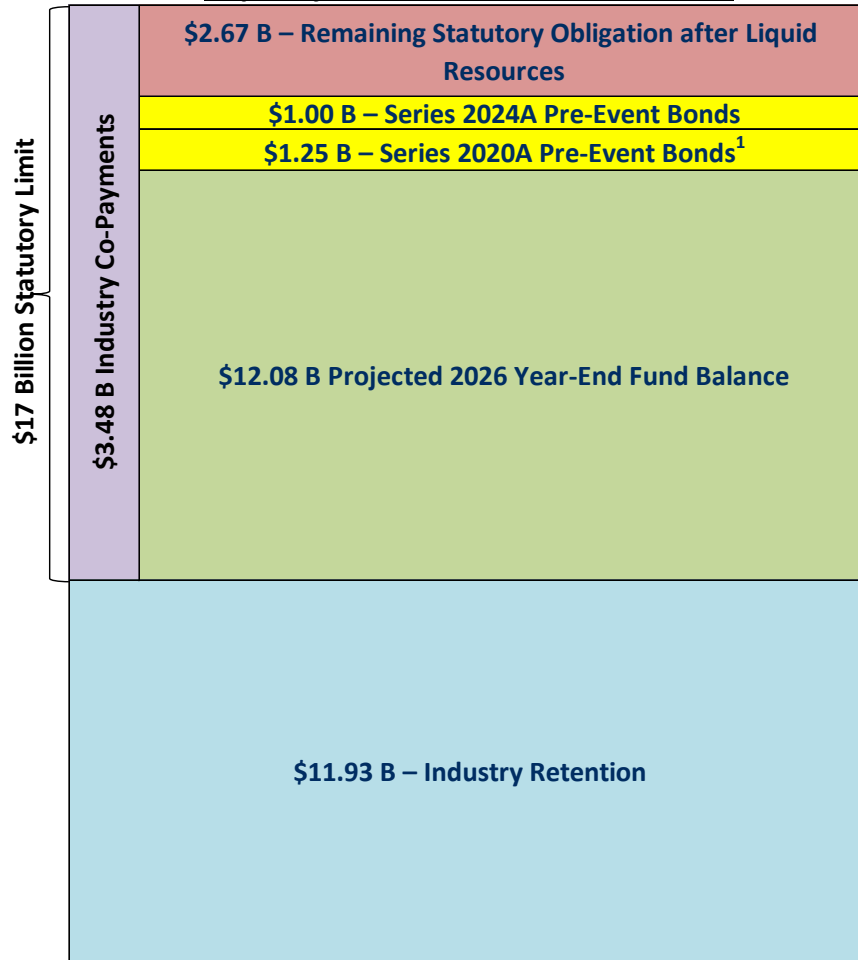 $2.67 B – Remaining Statutory Obligation after Liquid
Resources
$1.00 B – Series 2024A Pre-Event Bonds
$1.25 B – Series 2020A Pre-Event Bonds¹
$17 Billion Statutory Limit
$3.48 B Industry Co-Payments
$12.08 B Projected 2026 Year-End Fund Balance
$11.93 B – Industry Retention